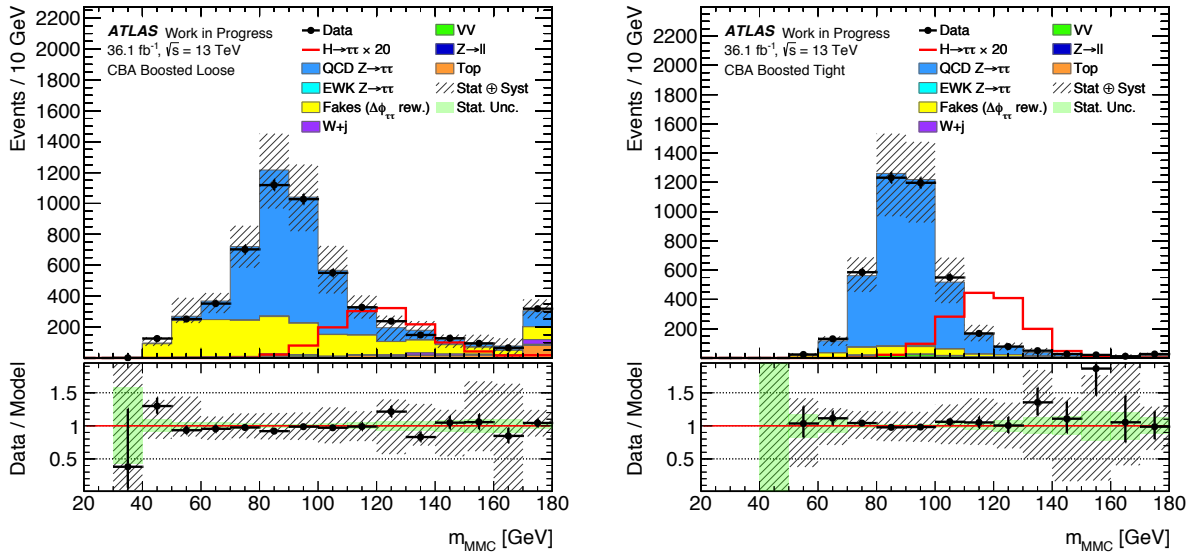 ATLAS Work in Progress
36.1 fb⁻¹, √s = 13 TeV
CBA Boosted Loose
Data
H→ττ × 20
QCD Z→ττ
EWK Z→ττ
Fakes (Δϕ_ττ rew.)
W+j
VV
Z→ll
Top
Stat ⊕ Syst
Stat. Unc.
Events / 10 GeV
2200
2000
1800
1600
1400
1200
1000
800
600
400
200
Data / Model
1.5
1
0.5
20 40 60 80 100 120 140 160 180
m_MMC [GeV]
ATLAS Work in Progress
36.1 fb⁻¹, √s = 13 TeV
CBA Boosted Tight
Data
H→ττ × 20
QCD Z→ττ
EWK Z→ττ
Fakes (Δϕ_ττ rew.)
W+j
VV
Z→ll
Top
Stat ⊕ Syst
Stat. Unc.
Events / 10 GeV
2400
2200
2000
1800
1600
1400
1200
1000
800
600
400
200
Data / Model
1.5
1
0.5
20 40 60 80 100 120 140 160 180
m_MMC [GeV]